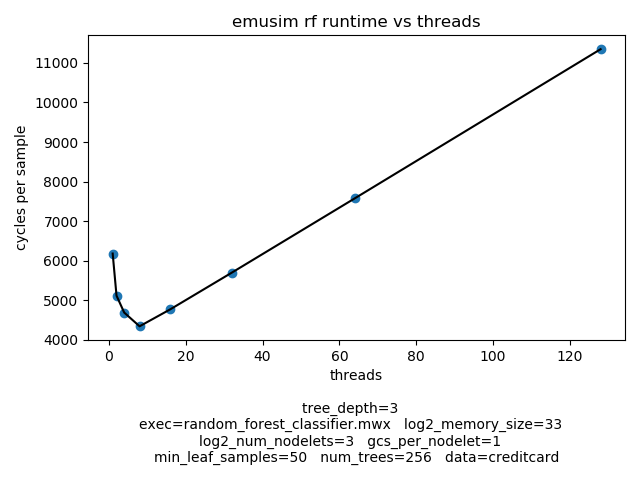 emusim rf runtime vs threads
11000
10000
9000
8000
7000
6000
5000
4000
cycles per sample
0 20 40 60 80 100 120
threads
tree_depth=3
exec=random_forest_classifier.mwx log2_memory_size=33
log2_num_nodelets=3 gcs_per_nodelet=1
min_leaf_samples=50 num_trees=256 data=creditcard